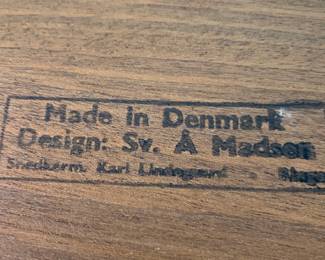 Made in Denmark
Design: Sv. Å Madsen
Snedkerm. Karl Lindegaard -